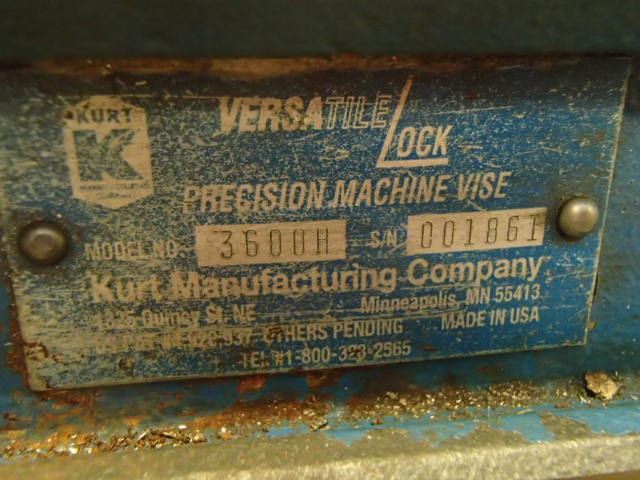 KURT
K
MANUFACTURING
VERSATILE LOCK
PRECISION MACHINE VISE
MODEL NO 3600H S/N 001861
Kurt Manufacturing Company
Quincy St. NE Minneapolis, MN 55413
OTHERS PENDING MADE IN USA
TEL #1-800-328-2565